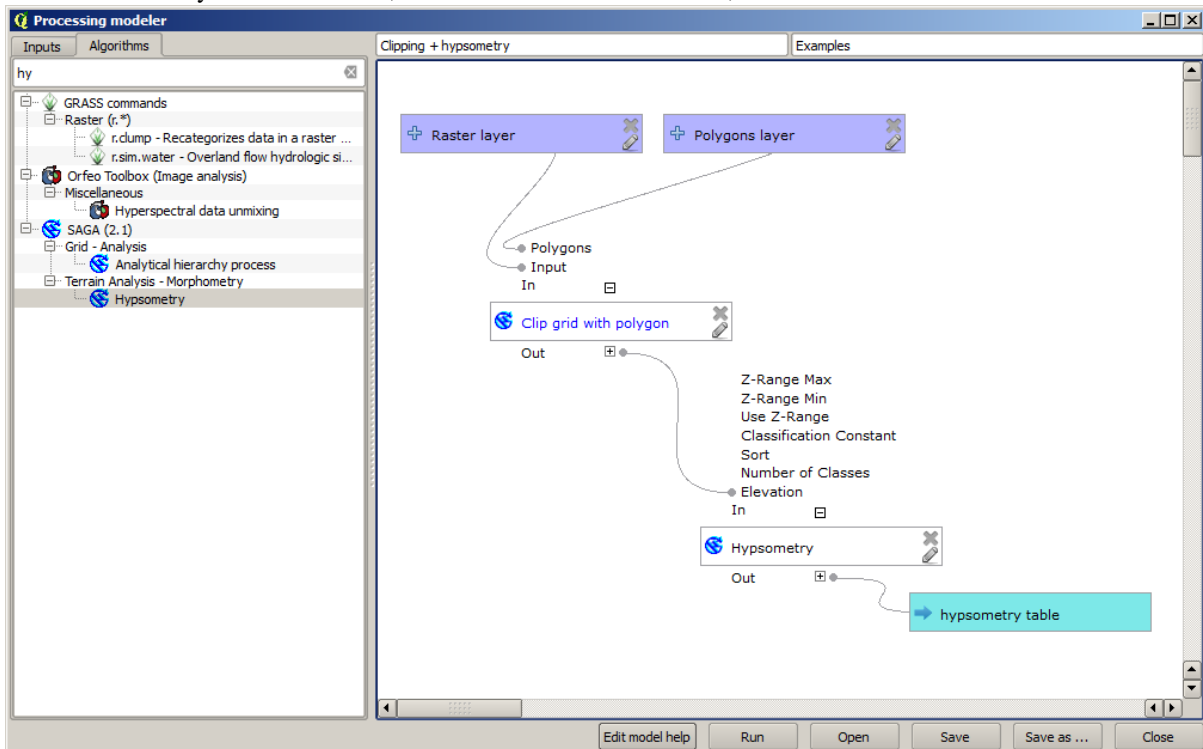 Processing modeler
Inputs
Algorithms
Clipping + hypsometry
Examples
hy
GRASS commands
Raster (r.*)
r.clump - Recategorizes data in a raster ...
r.sim.water - Overland flow hydrologic si...
Orfeo Toolbox (Image analysis)
Miscellaneous
Hyperspectral data unmixing
SAGA (2.1)
Grid - Analysis
Analytical hierarchy process
Terrain Analysis - Morphometry
Hypsometry
Raster layer
Polygons layer
Polygons
Input
In
Clip grid with polygon
Out
Z-Range Max
Z-Range Min
Use Z-Range
Classification Constant
Sort
Number of Classes
Elevation
In
Hypsometry
Out
hypsometry table
Edit model help
Run
Open
Save
Save as ...
Close